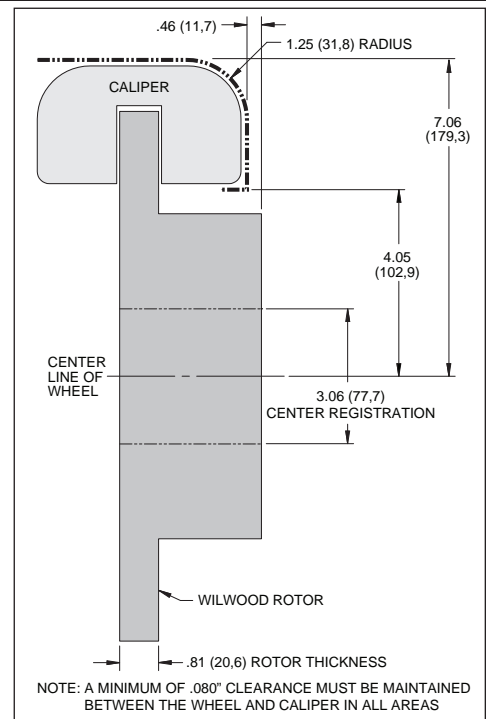 .46 (11,7)
1.25 (31,8) RADIUS
CALIPER
7.06
(179,3)
4.05
(102,9)
CENTER
LINE OF
WHEEL
3.06 (77,7)
CENTER REGISTRATION
WILWOOD ROTOR
.81 (20,6) ROTOR THICKNESS
NOTE: A MINIMUM OF .080" CLEARANCE MUST BE MAINTAINED
BETWEEN THE WHEEL AND CALIPER IN ALL AREAS